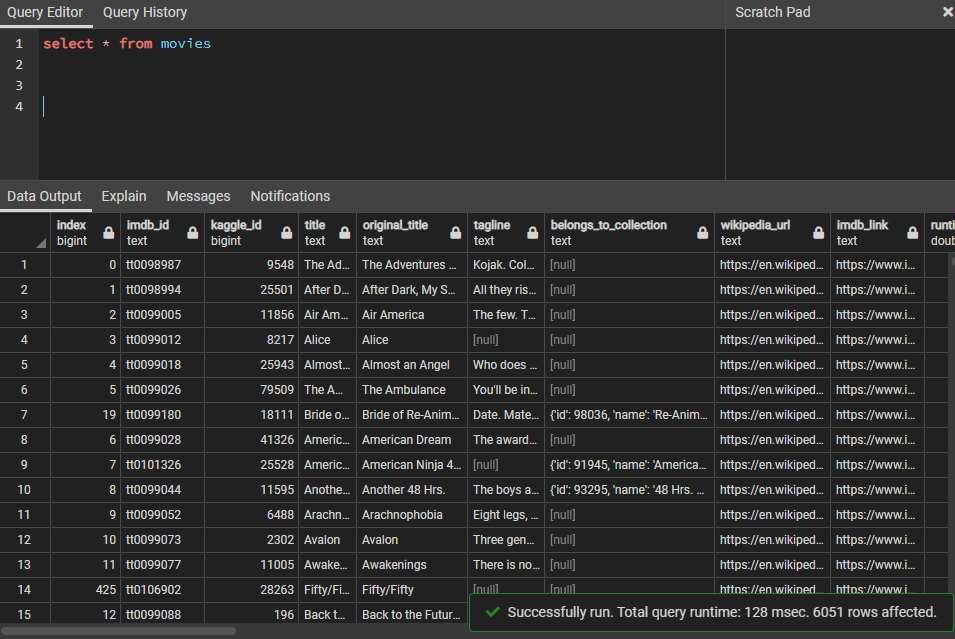 Query Editor Query History Scratch Pad ×
1 select * from movies
2
3
4
Data Output Explain Messages Notifications
index imdb_id kaggle_id title original_title tagline belongs_to_collection wikipedia_url imdb_link runti
bigint text bigint text text text text text text doub
1 0 tt0098987 9548 The Ad... The Adventures ... Kojak. Col... [null] https://en.wikiped... https://www.i...
2 1 tt0098994 25501 After D... After Dark, My S... All they ris... [null] https://en.wikiped... https://www.i...
3 2 tt0099005 11856 Air Am... Air America The few. T... [null] https://en.wikiped... https://www.i...
4 3 tt0099012 8217 Alice Alice [null] [null] https://en.wikiped... https://www.i...
5 4 tt0099018 25943 Almost... Almost an Angel Who does ... [null] https://en.wikiped... https://www.i...
6 5 tt0099026 79509 The A... The Ambulance You'll be in... [null] https://en.wikiped... https://www.i...
7 19 tt0099180 18111 Bride o... Bride of Re-Anim... Date. Mate... {'id': 98036, 'name': 'Re-Anim... https://en.wikiped... https://www.i...
8 6 tt0099028 41326 Americ... American Dream The award... [null] https://en.wikiped... https://www.i...
9 7 tt0101326 25528 Americ... American Ninja 4... [null] {'id': 91945, 'name': 'America... https://en.wikiped... https://www.i...
10 8 tt0099044 11595 Anothe... Another 48 Hrs. The boys a... {'id': 93295, 'name': '48 Hrs. ... https://en.wikiped... https://www.i...
11 9 tt0099052 6488 Arachn... Arachnophobia Eight legs, ... [null] https://en.wikiped... https://www.i...
12 10 tt0099073 2302 Avalon Avalon Three gen... [null] https://en.wikiped... https://www.i...
13 11 tt0099077 11005 Awake... Awakenings There is no... [null] https://en.wikiped... https://www.i...
14 425 tt0106902 28263 Fifty/Fi... Fifty/Fifty [null] [null] https://en.wikiped... https://www.i...
15 12 tt0099088 196 Back t... Back to the Futur...
Successfully run. Total query runtime: 128 msec. 6051 rows affected.